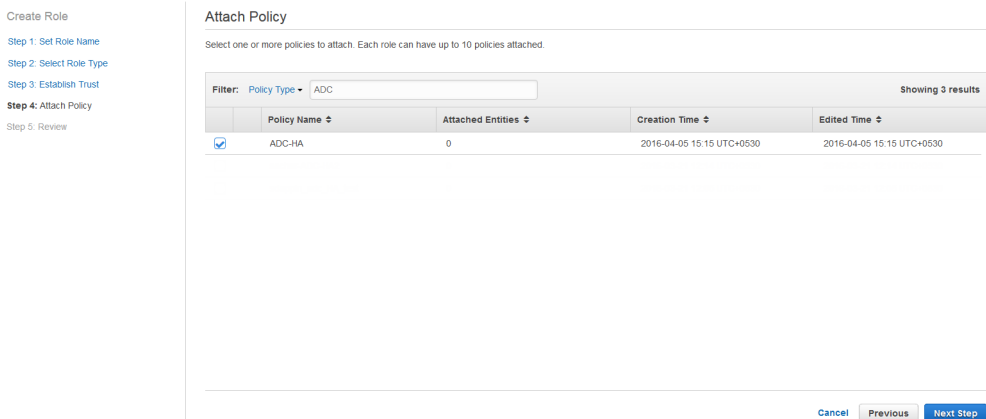 Create Role
Step 1: Set Role Name
Step 2: Select Role Type
Step 3: Establish Trust
Step 4: Attach Policy
Step 5: Review
Attach Policy
Select one or more policies to attach. Each role can have up to 10 policies attached.
Filter: Policy Type ADC Showing 3 results
Policy Name Attached Entities Creation Time Edited Time
ADC-HA 0 2016-04-05 15:15 UTC+0530 2016-04-05 15:15 UTC+0530
Cancel Previous Next Step